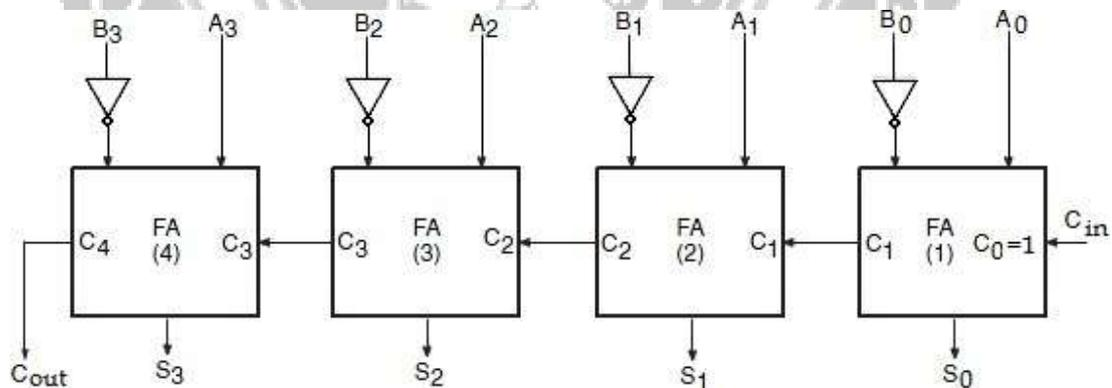 B3 A3 B2 A2 B1 A1 B0 A0
C4 FA (4) C3 C3 FA (3) C2 C2 FA (2) C1 C1 FA (1) C0=1 Cin
Cout S3 S2 S1 S0